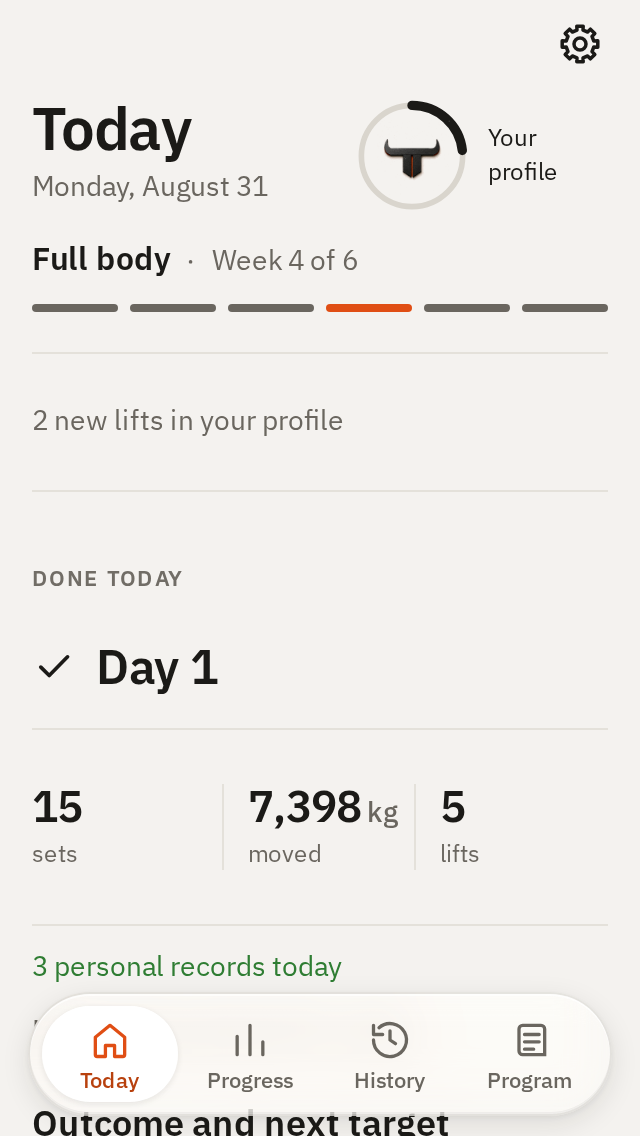 Today
Monday, August 31
Your
profile
Full body · Week 4 of 6
2 new lifts in your profile
DONE TODAY
Day 1
15
sets
7,398 kg
moved
5
lifts
3 personal records today
Today
Progress
History
Program
Outcome and next target